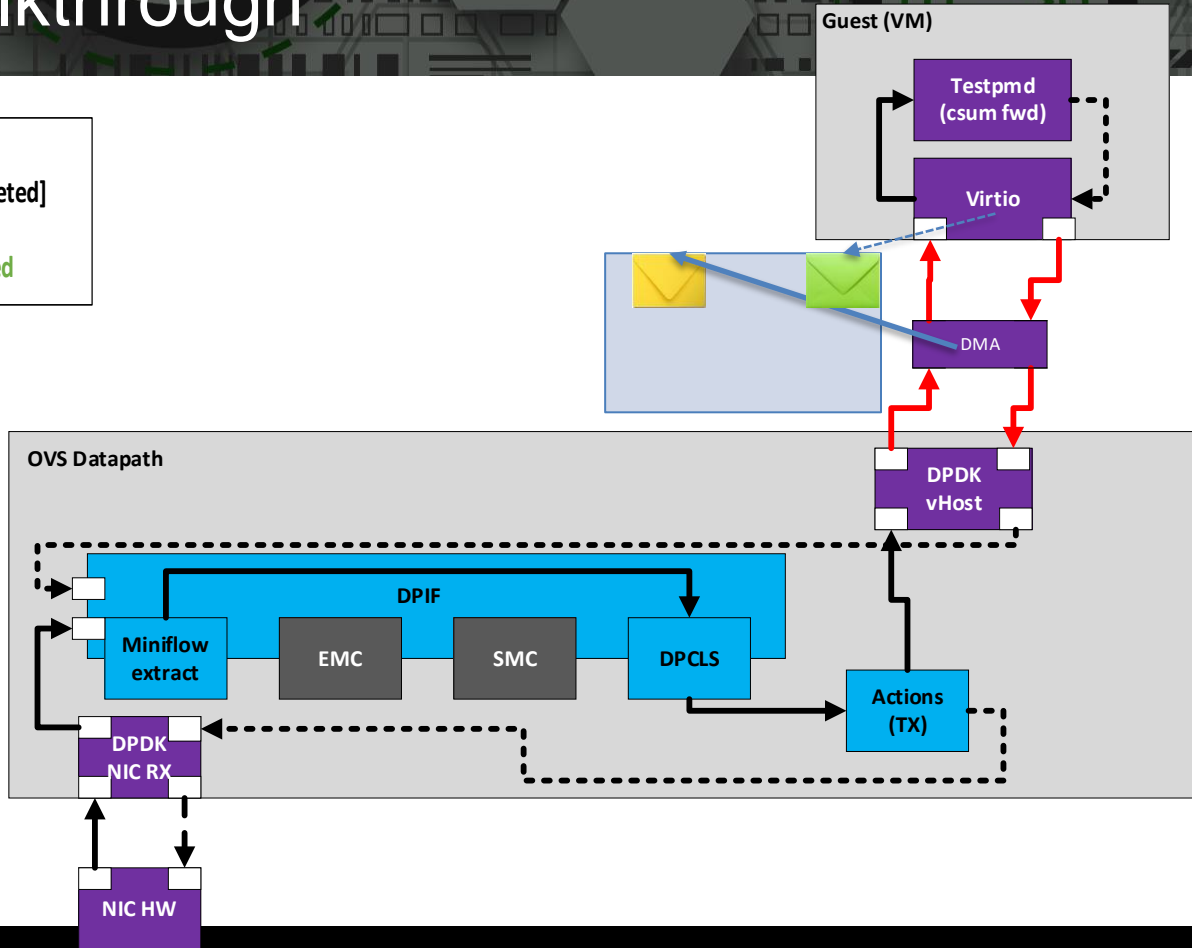 Guest (VM)
Testpmd
(csum fwd)
Virtio
DMA
OVS Datapath
DPDK
vHost
DPIF
Miniflow
extract
EMC
SMC
DPCLS
Actions
(TX)
DPDK
NIC RX
NIC HW